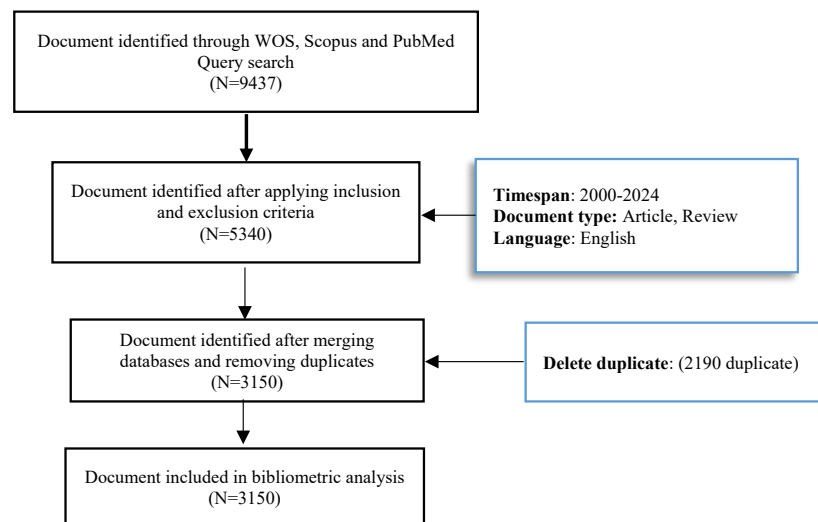 Document identified through WOS, Scopus and PubMed
Query search
(N=9437)
Document identified after applying inclusion
and exclusion criteria
(N=5340)
Timespan: 2000-2024
Document type: Article, Review
Language: English
Document identified after merging
databases and removing duplicates
(N=3150)
Delete duplicate: (2190 duplicate)
Document included in bibliometric analysis
(N=3150)